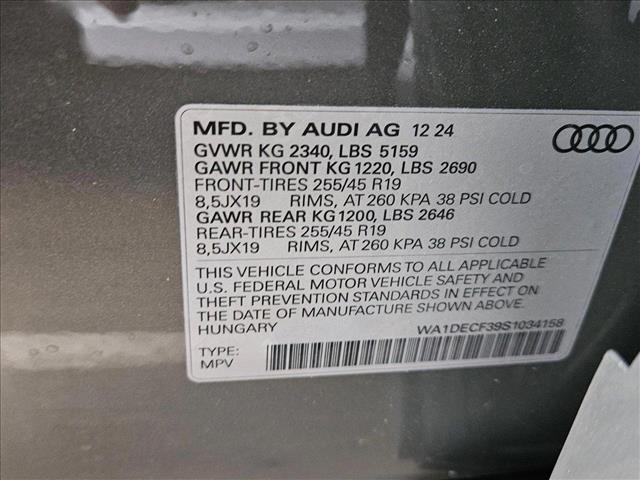 MFD. BY AUDI AG 12 24
GVWR KG 2340, LBS 5159
GAWR FRONT KG 1220, LBS 2690
FRONT-TIRES 255/45 R19
8,5JX19 RIMS, AT 260 KPA 38 PSI COLD
GAWR REAR KG 1200, LBS 2646
REAR-TIRES 255/45 R19
8,5JX19 RIMS, AT 260 KPA 38 PSI COLD
THIS VEHICLE CONFORMS TO ALL APPLICABLE
U.S. FEDERAL MOTOR VEHICLE SAFETY AND
THEFT PREVENTION STANDARDS IN EFFECT ON
THE DATE OF MANUFACTURE SHOWN ABOVE.
HUNGARY WA1DECF39S1034158
TYPE:
MPV